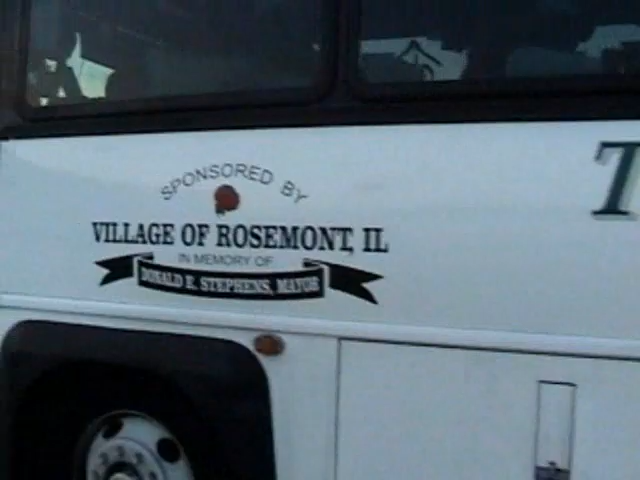 SPONSORED BY
VILLAGE OF ROSEMONT, IL
IN MEMORY OF
DONALD E. STEPHENS, MAYOR
T